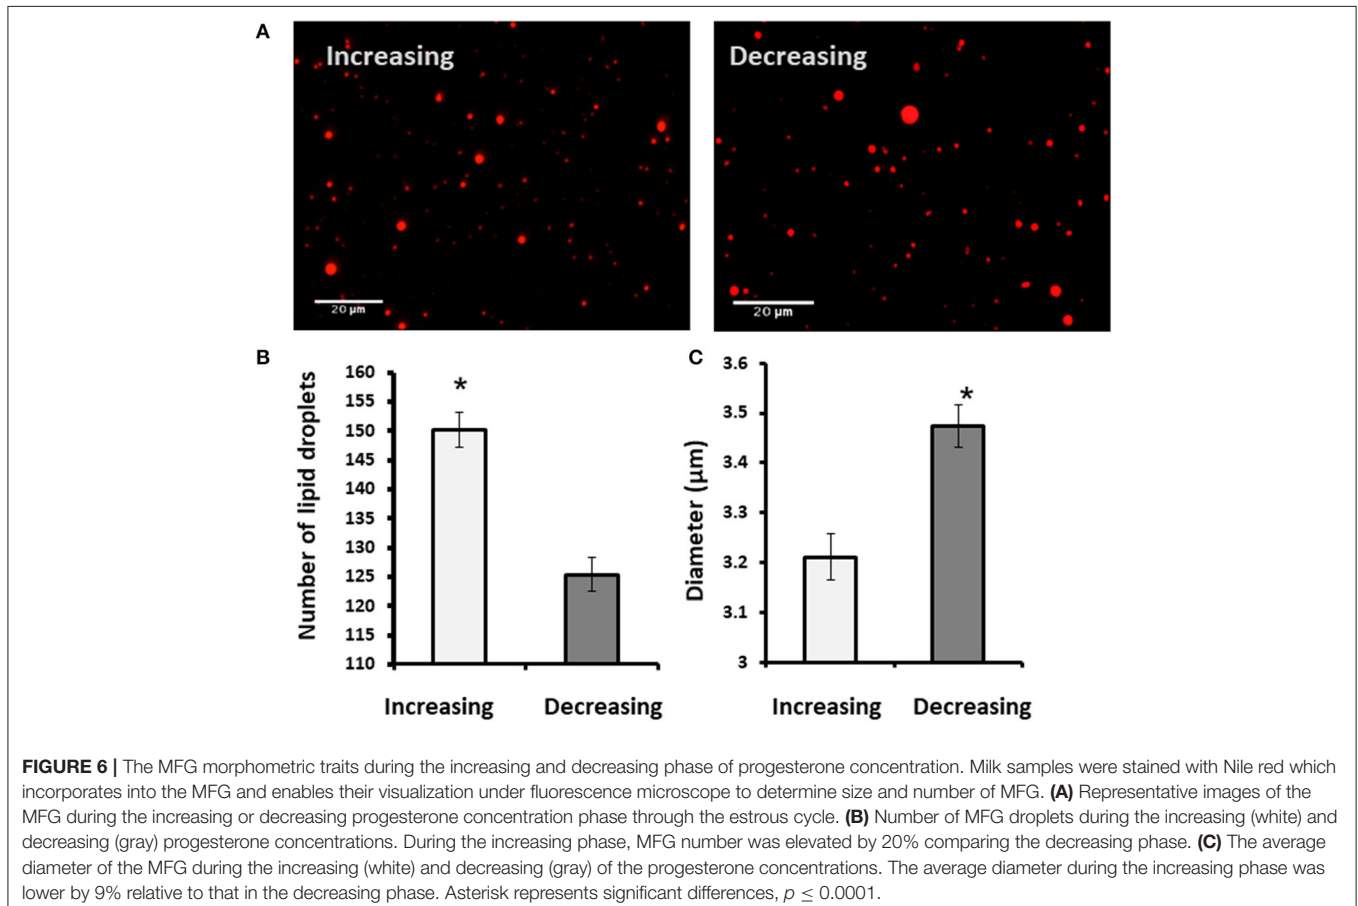 A
Increasing
Decreasing
20 µm
20 µm
B
Number of lipid droplets
160
155
150
145
140
135
130
125
120
115
110
*
Increasing
Decreasing
C
Diameter (µm)
3.6
3.5
3.4
3.3
3.2
3.1
3
*
Increasing
Decreasing
FIGURE 6 | The MFG morphometric traits during the increasing and decreasing phase of progesterone concentration. Milk samples were stained with Nile red which
incorporates into the MFG and enables their visualization under fluorescence microscope to determine size and number of MFG. (A) Representative images of the
MFG during the increasing or decreasing progesterone concentration phase through the estrous cycle. (B) Number of MFG droplets during the increasing (white) and
decreasing (gray) progesterone concentrations. During the increasing phase, MFG number was elevated by 20% comparing the decreasing phase. (C) The average
diameter of the MFG during the increasing (white) and decreasing (gray) of the progesterone concentrations. The average diameter during the increasing phase was
lower by 9% relative to that in the decreasing phase. Asterisk represents significant differences, p ≤ 0.0001.